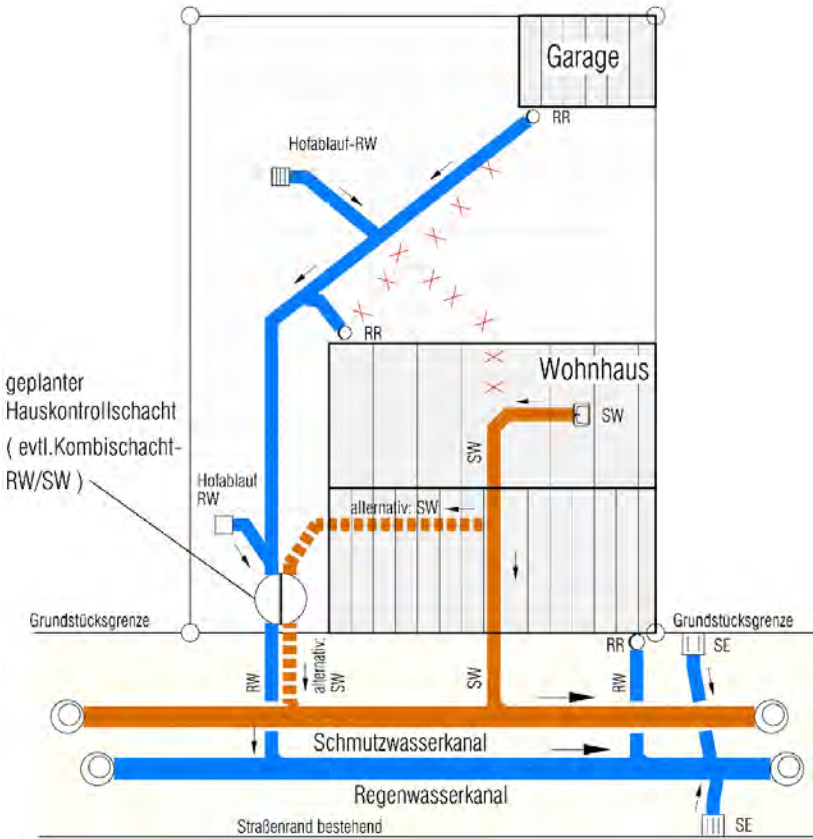 Garage
RR
Hofablauf-RW
RR
Wohnhaus
geplanter
Hauskontrollschacht
( evtl.Kombischacht-
RW/SW )
SW
SW
Hofablauf
RW
alternativ: SW
Grundstücksgrenze
Grundstücksgrenze
RR
SE
RW
alternativ:
SW
SW
RW
Schmutzwasserkanal
Regenwasserkanal
Straßenrand bestehend
SE